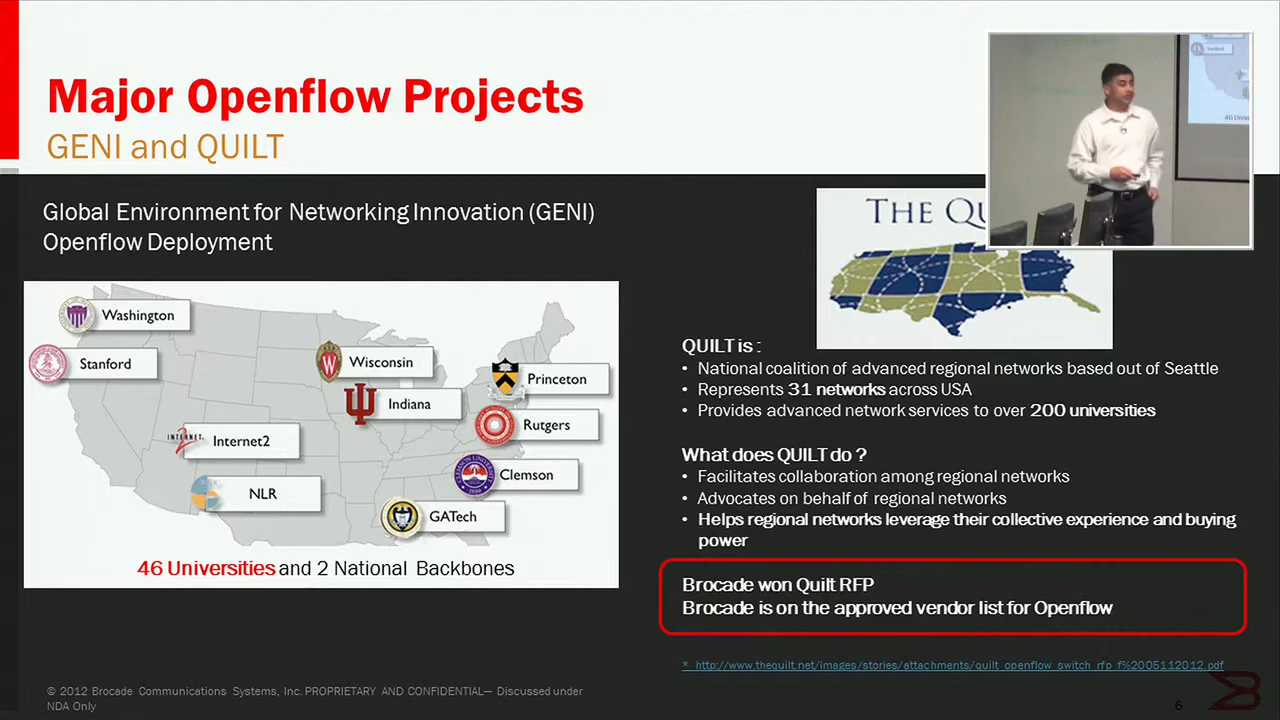 Major Openflow Projects
GENI and QUILT
Global Environment for Networking Innovation (GENI)
Openflow Deployment
Washington
Stanford
Wisconsin
Indiana
Princeton
Rutgers
INTERNET 2
Internet2
Clemson
NLR
GATech
46 Universities and 2 National Backbones
THE QU
QUILT is :
• National coalition of advanced regional networks based out of Seattle
• Represents 31 networks across USA
• Provides advanced network services to over 200 universities
What does QUILT do ?
• Facilitates collaboration among regional networks
• Advocates on behalf of regional networks
• Helps regional networks leverage their collective experience and buying
power
Brocade won Quilt RFP
Brocade is on the approved vendor list for Openflow
* http://www.thequilt.net/images/stories/attachments/quilt_openflow_switch_rfp_f%2005112012.pdf
© 2012 Brocade Communications Systems, Inc. PROPRIETARY AND CONFIDENTIAL— Discussed under
NDA Only
6